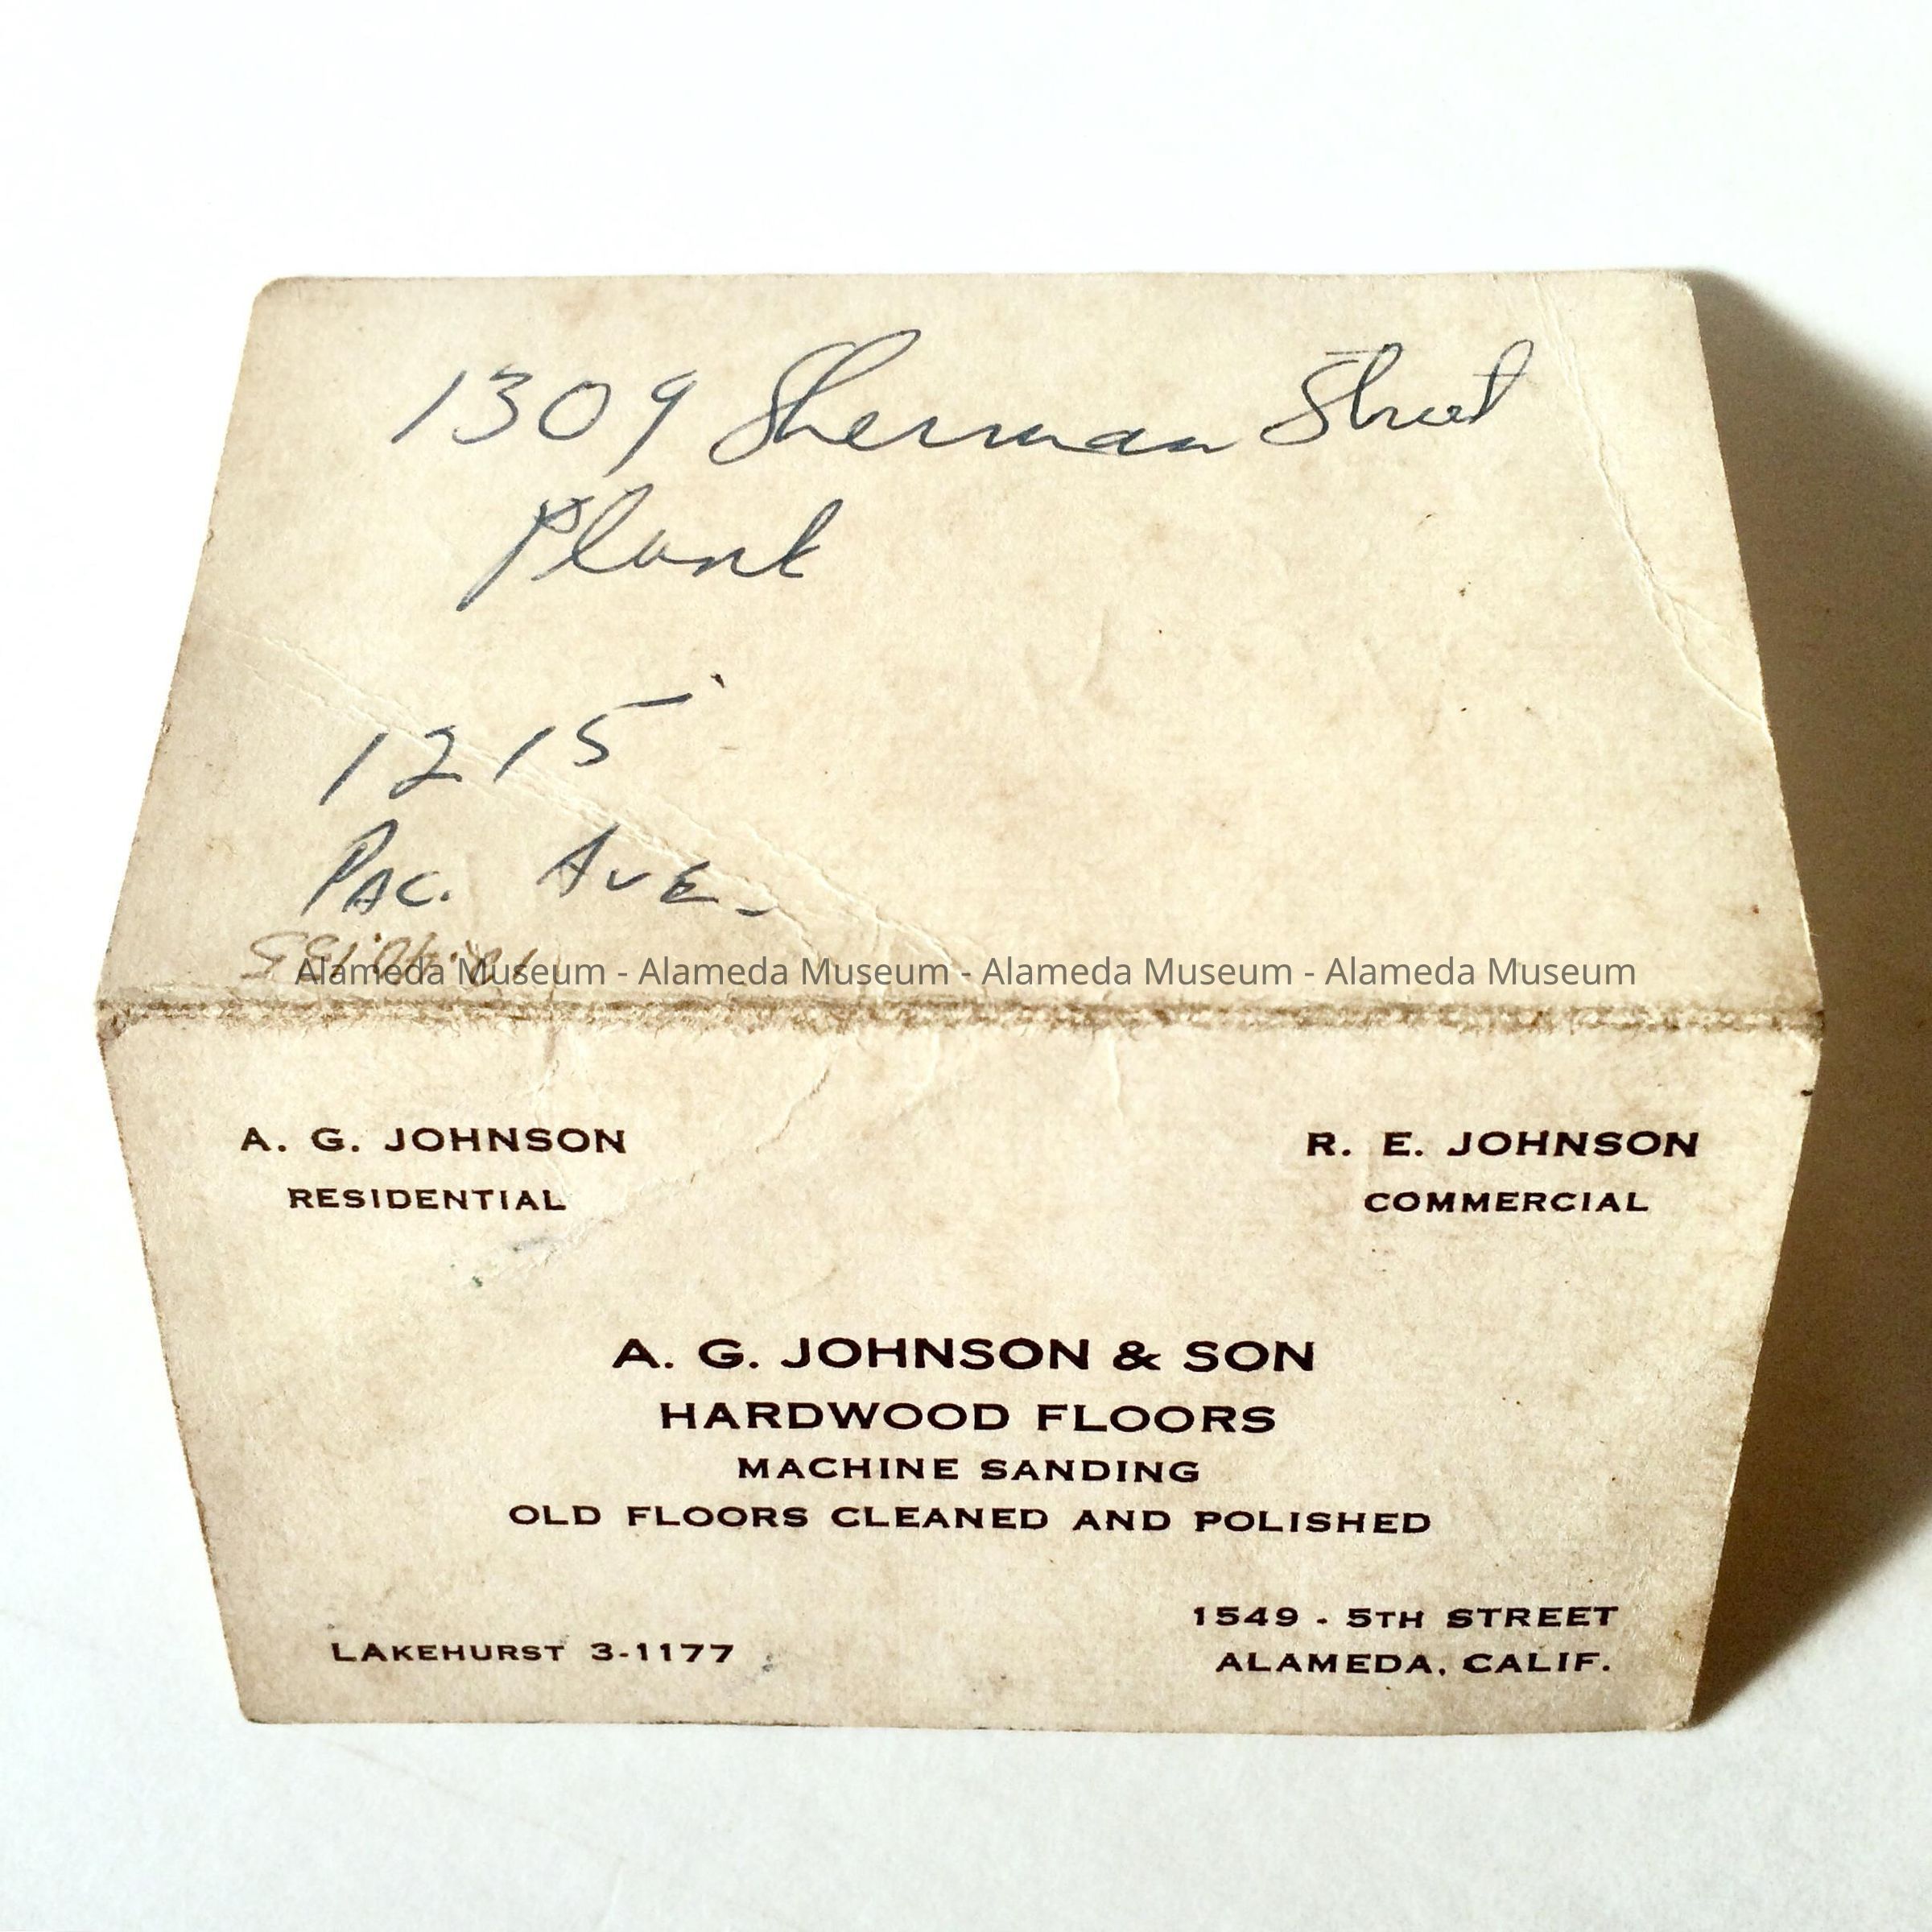 1309 Sherman Street
Plank
1215
PAC. AVE.
Alameda Museum - Alameda Museum - Alameda Museum - Alameda Museum
A. G. JOHNSON
RESIDENTIAL
R. E. JOHNSON
COMMERCIAL
A. G. JOHNSON & SON
HARDWOOD FLOORS
MACHINE SANDING
OLD FLOORS CLEANED AND POLISHED
LAKEHURST 3-1177
1549 - 5TH STREET
ALAMEDA, CALIF.